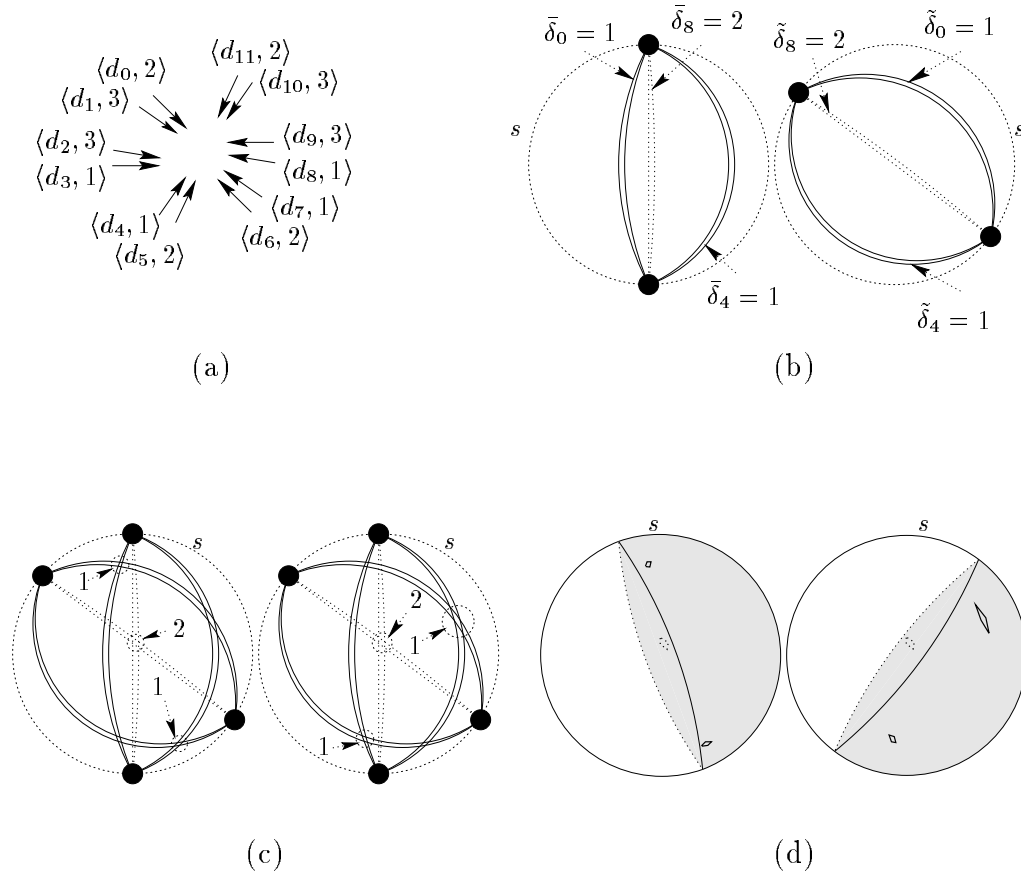 ⟨d₁₁, 2⟩
⟨d₀, 2⟩
⟨d₁₀, 3⟩
⟨d₁, 3⟩
⟨d₂, 3⟩
⟨d₉, 3⟩
⟨d₃, 1⟩
⟨d₈, 1⟩
⟨d₄, 1⟩
⟨d₇, 1⟩
⟨d₅, 2⟩
⟨d₆, 2⟩
(a)
δ̄₀ = 1
δ̄₈ = 2
δ̃₈ = 2
δ̃₀ = 1
s
s
δ̄₄ = 1
δ̃₄ = 1
(b)
s
s
1
2
1
2
1
1
(c)
s
s
(d)